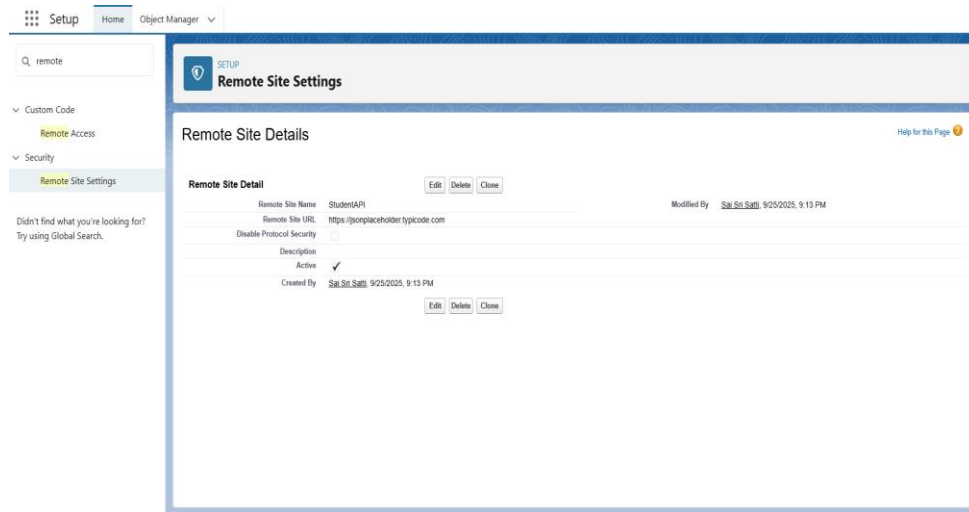 Setup Home Object Manager
remote
Custom Code
Remote Access
Security
Remote Site Settings
Didn't find what you're looking for?
Try using Global Search.
SETUP
Remote Site Settings
Remote Site Details
Help for this Page ?
Remote Site Detail Edit Delete Clone
Remote Site Name StudentAPI Modified By Sai Sri Satti, 9/25/2025, 9:13 PM
Remote Site URL https://jsonplaceholder.typicode.com
Disable Protocol Security
Description
Active ✓
Created By Sai Sri Satti, 9/25/2025, 9:13 PM
Edit Delete Clone